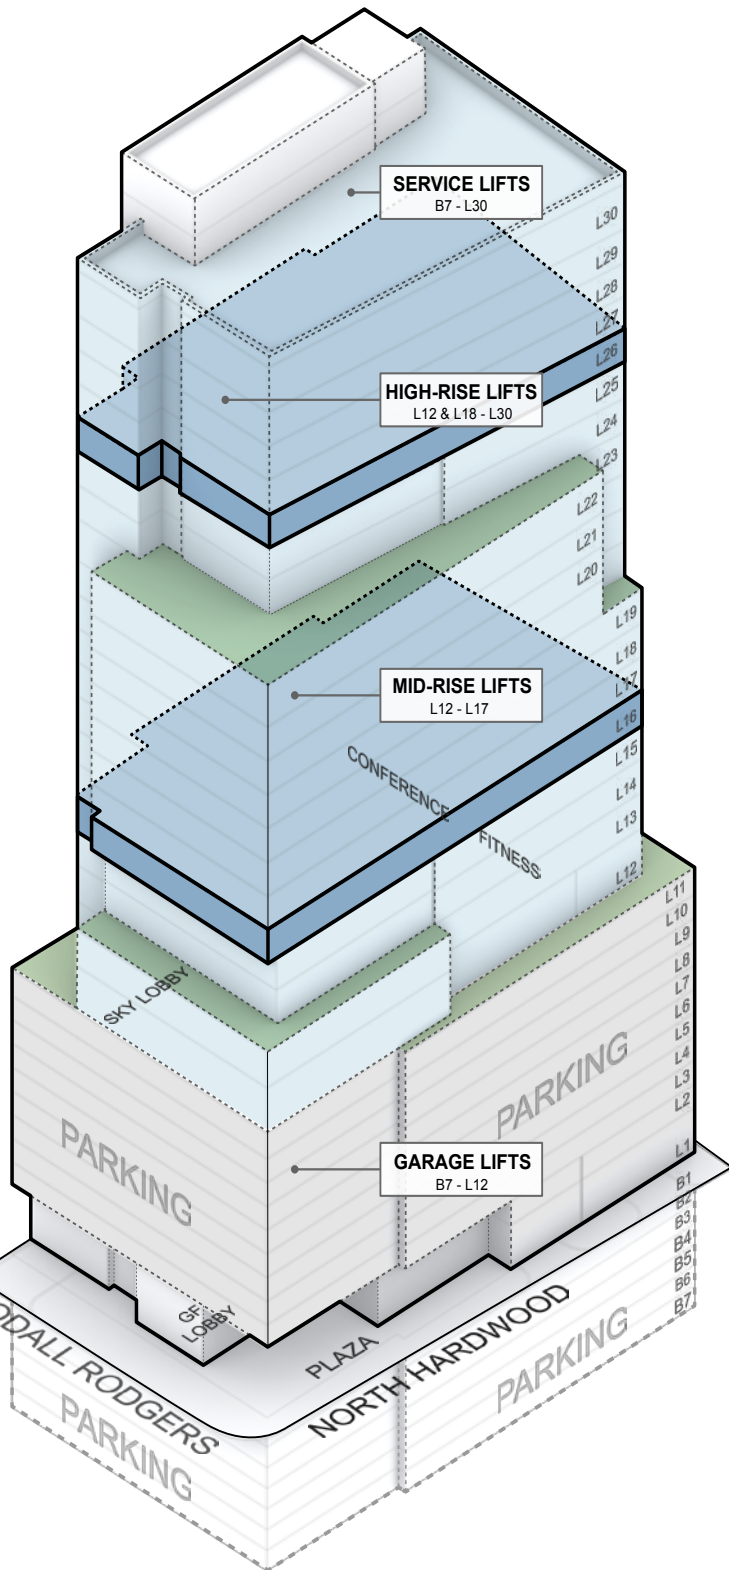 SERVICE LIFTS
B7 - L30
L30
L29
L28
L27
L26
HIGH-RISE LIFTS
L12 & L18 - L30
L25
L24
L23
L22
L21
L20
L19
L18
L17
MID-RISE LIFTS
L12 - L17
L16
L15
L14
L13
L12
CONFERENCE
FITNESS
L11
L10
L9
L8
L7
L6
L5
L4
L3
L2
L1
SKY LOBBY
PARKING
PARKING
GARAGE LIFTS
B7 - L12
B1
B2
B3
B4
B5
B6
B7
GF
LOBBY
PLAZA
NORTH HARDWOOD
ODALL RODGERS
PARKING
PARKING